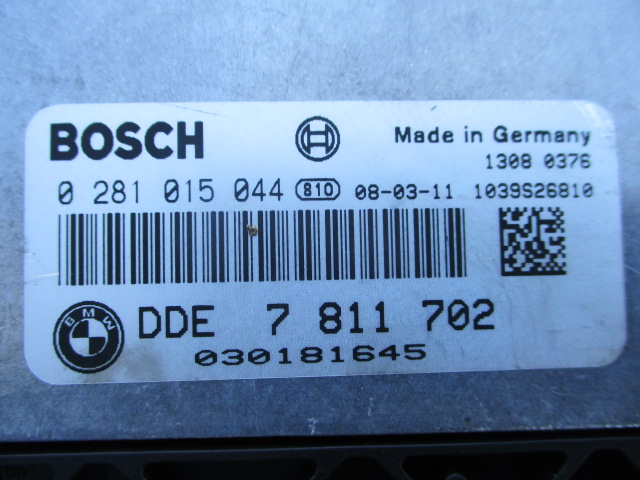 BOSCH
Made in Germany
1308 0376
0 281 015 044 810 08-03-11 1039S26810
BMW
DDE 7 811 702
030181645